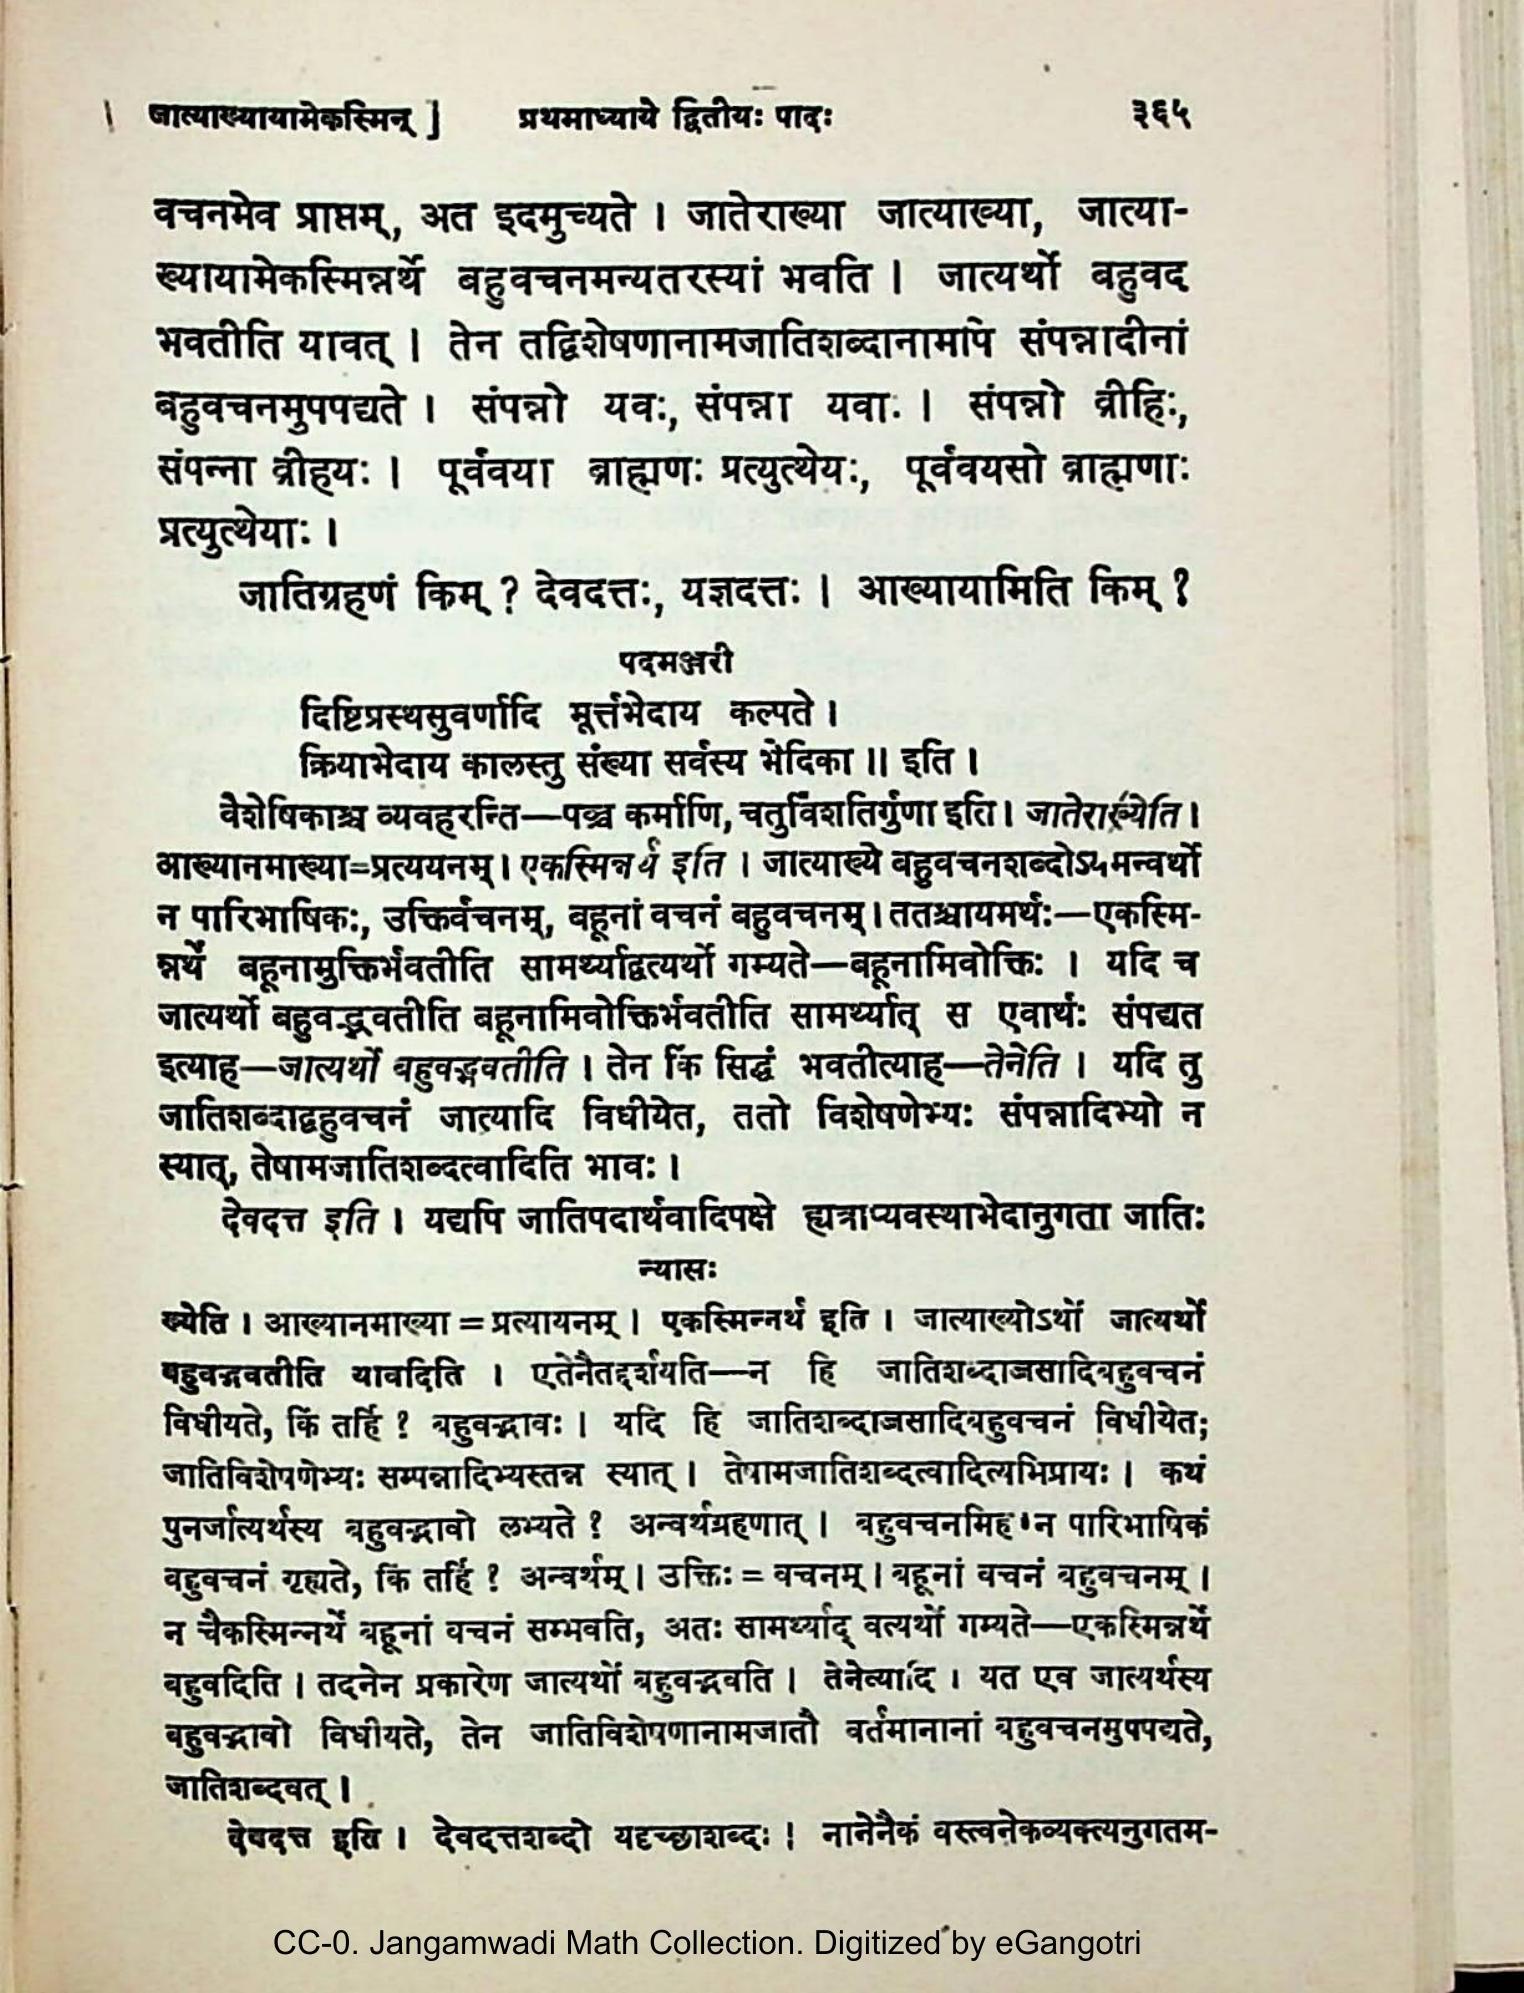 जात्याख्यायामेकस्मिन् ] प्रथमाध्याये द्वितीयः पादः ३६५
वचनमेव प्राप्तम्, अत इदमुच्यते । जातेराख्या जात्याख्या, जात्या-
ख्यायामेकस्मिन्नर्थे बहुवचनमन्यतरस्यां भवति । जात्यर्थो बहुवद
भवतीति यावत् । तेन तद्विशेषणानामजातिशब्दानामपि संपन्नादीनां
बहुवचनमुपपद्यते । संपन्नो यवः, संपन्ना यवाः । संपन्नो व्रीहिः,
संपन्ना व्रीहयः । पूर्ववया ब्राह्मणः प्रत्युत्थेयः, पूर्ववयसो ब्राह्मणाः
प्रत्युत्थेयाः ।
जातिग्रहणं किम् ? देवदत्तः, यज्ञदत्तः । आख्यायामिति किम् ?
पदमञ्जरी
दिष्टिप्रस्थसुवर्णादि मूर्त्तभेदाय कल्पते ।
क्रियाभेदाय कालस्तु संख्या सर्वस्य भेदिका ॥ इति ।
वैशेषिकाश्च व्यवहरन्ति—पञ्च कर्माणि, चतुर्विंशतिर्गुणा इति । जातेराख्येति ।
आख्यानमाख्या=प्रत्ययनम् । एकस्मिन्नर्थ इति । जात्याख्ये बहुवचनशब्दोऽयमन्वर्थो
न पारिभाषिकः, उक्तिर्वचनम्, बहूनां वचनं बहुवचनम् । ततश्चायमर्थः—एकस्मि-
न्नर्थे बहूनामुक्तिर्भवतीति सामर्थ्याद्वत्यर्थो गम्यते—बहूनामिवोक्तिः । यदि च
जात्यर्थो बहुवद्भवतीति बहूनामिवोक्तिर्भवतीति सामर्थ्यात् स एवार्थः संपद्यत
इत्याह—जात्यर्थो बहुवद्भवतीति । तेन किं सिद्धं भवतीत्याह—तेनेति । यदि तु
जातिशब्दाद्बहुवचनं जात्यादि विधीयेत, ततो विशेषणेभ्यः संपन्नादिभ्यो न
स्यात्, तेषामजातिशब्दत्वादिति भावः ।
देवदत्त इति । यद्यपि जातिपदार्थवादिपक्षे ह्यत्राप्यवस्थाभेदानुगता जातिः
न्यासः
ख्येति । आख्यानमाख्या = प्रत्यायनम् । एकस्मिन्नर्थ इति । जात्याख्योऽर्थो जात्यर्थो
बहुवद्भवतीति यावदिति । एतेनैतद्दर्शयति—न हि जातिशब्दाज्जसादिबहुवचनं
विधीयते, किं तर्हि ? बहुवद्भावः । यदि हि जातिशब्दाज्जसादिबहुवचनं विधीयेत;
जातिविशेषणेभ्यः सम्पन्नादिभ्यस्तन्न स्यात् । तेषामजातिशब्दत्वादित्यभिप्रायः । कथं
पुनर्जात्यर्थस्य बहुवद्भावो लभ्यते ? अन्वर्थग्रहणात् । बहुवचनमिह न पारिभाषिकं
बहुवचनं गृह्यते, किं तर्हि ? अन्वर्थम् । उक्तिः = वचनम् । बहूनां वचनं बहुवचनम् ।
न चैकस्मिन्नर्थे बहूनां वचनं सम्भवति, अतः सामर्थ्याद् वत्यर्थो गम्यते—एकस्मिन्नर्थे
बहुवदिति । तदनेन प्रकारेण जात्यर्थो बहुवद्भवति । तेनेत्यादि । यत एव जात्यर्थस्य
बहुवद्भावो विधीयते, तेन जातिविशेषणानामजातौ वर्तमानानां बहुवचनमुपपद्यते,
जातिशब्दवत् ।
देवदत्त इति । देवदत्तशब्दो यदृच्छाशब्दः । नानेनैकं वस्त्वनेकव्यक्त्यनुगतम-
CC-0. Jangamwadi Math Collection. Digitized by eGangotri